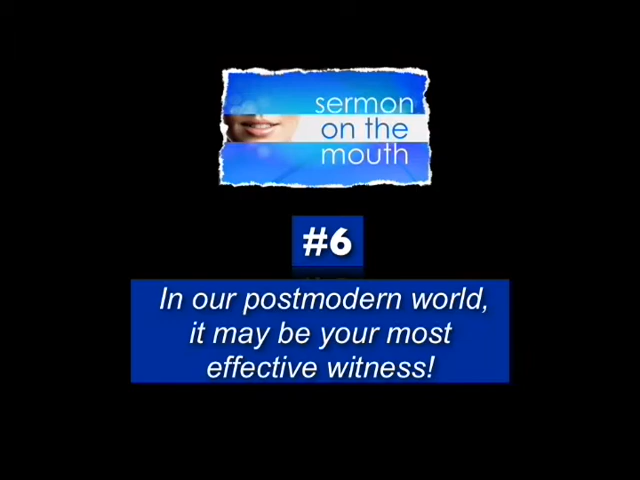 sermon
on the
mouth
#6
In our postmodern world,
it may be your most
effective witness!